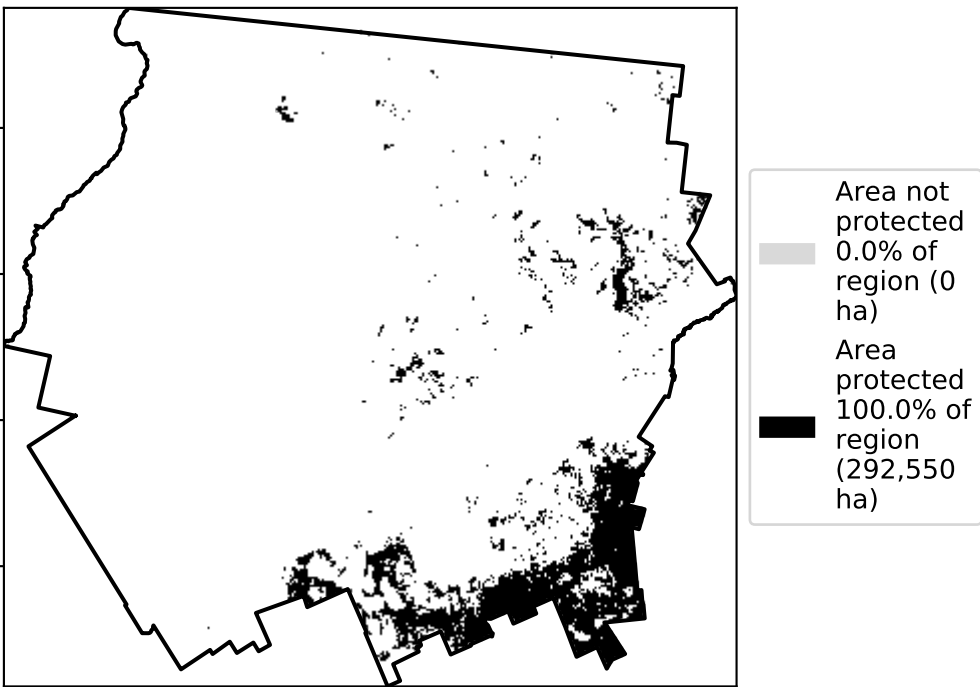 Area not
protected
0.0% of
region (0
ha)
Area
protected
100.0% of
region
(292,550
ha)